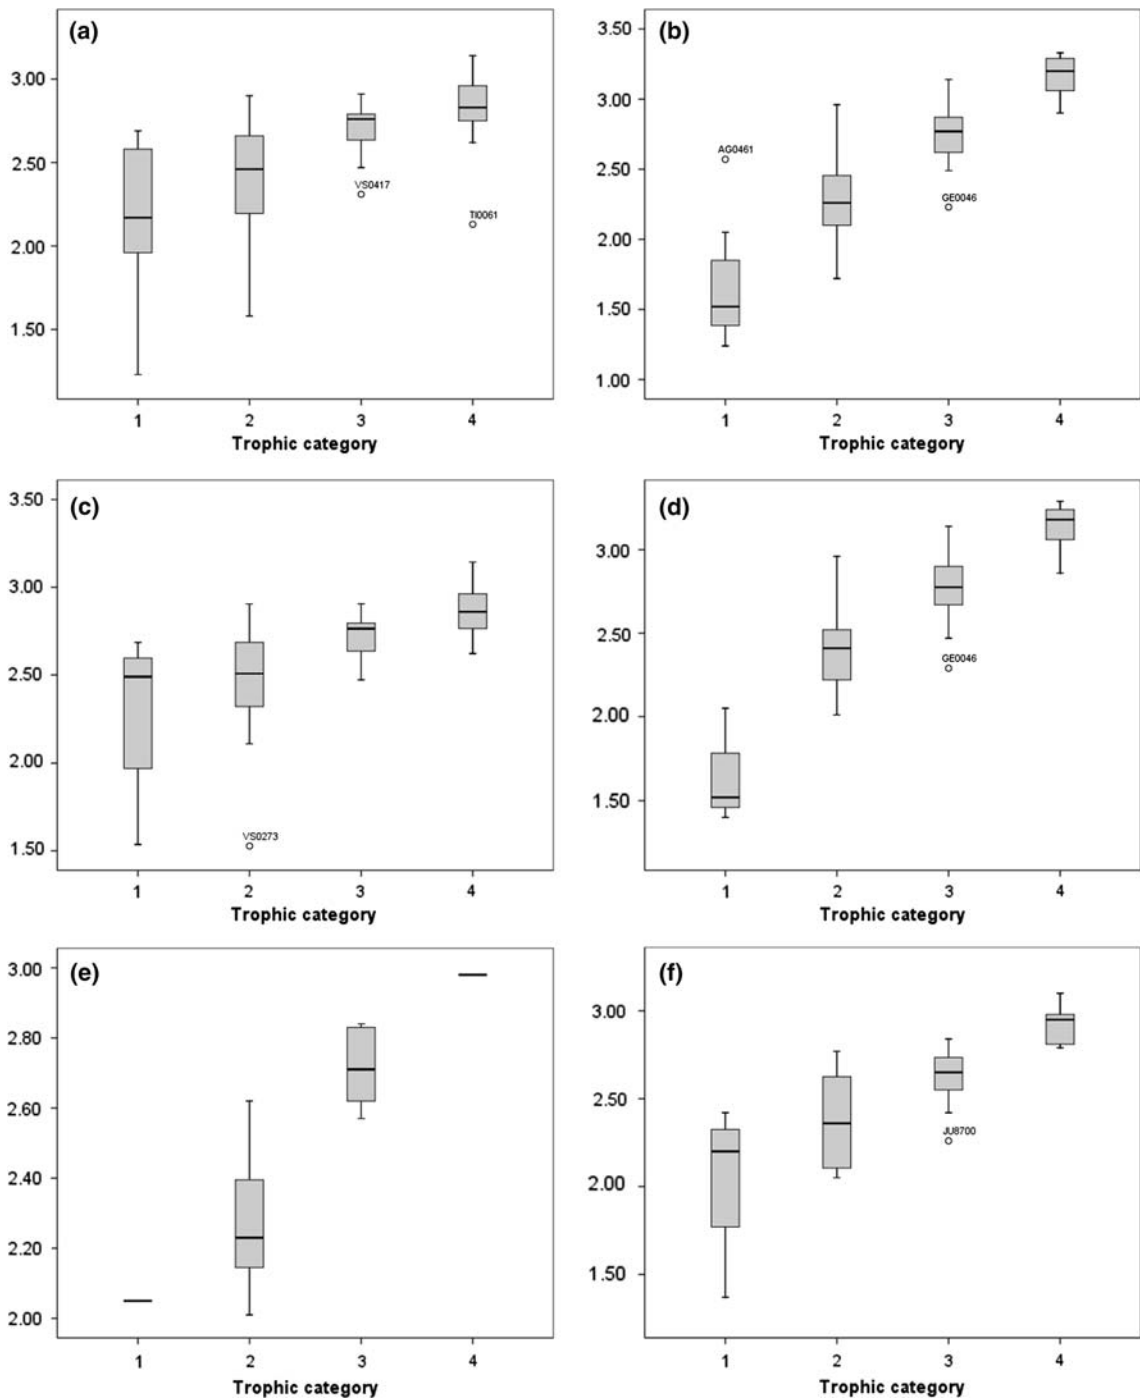 (a)
3.00
2.50
VS0417
TI0061
2.00
1.50
1 2 3 4
Trophic category
(b)
3.50
3.00
AG0461
2.50
GE0046
2.00
1.50
1.00
1 2 3 4
Trophic category
(c)
3.50
3.00
2.50
2.00
VS0273
1.50
1 2 3 4
Trophic category
(d)
3.00
2.50
GE0046
2.00
1.50
1 2 3 4
Trophic category
(e)
3.00
2.80
2.60
2.40
2.20
2.00
1 2 3 4
Trophic category
(f)
3.00
2.50
JU8700
2.00
1.50
1 2 3 4
Trophic category